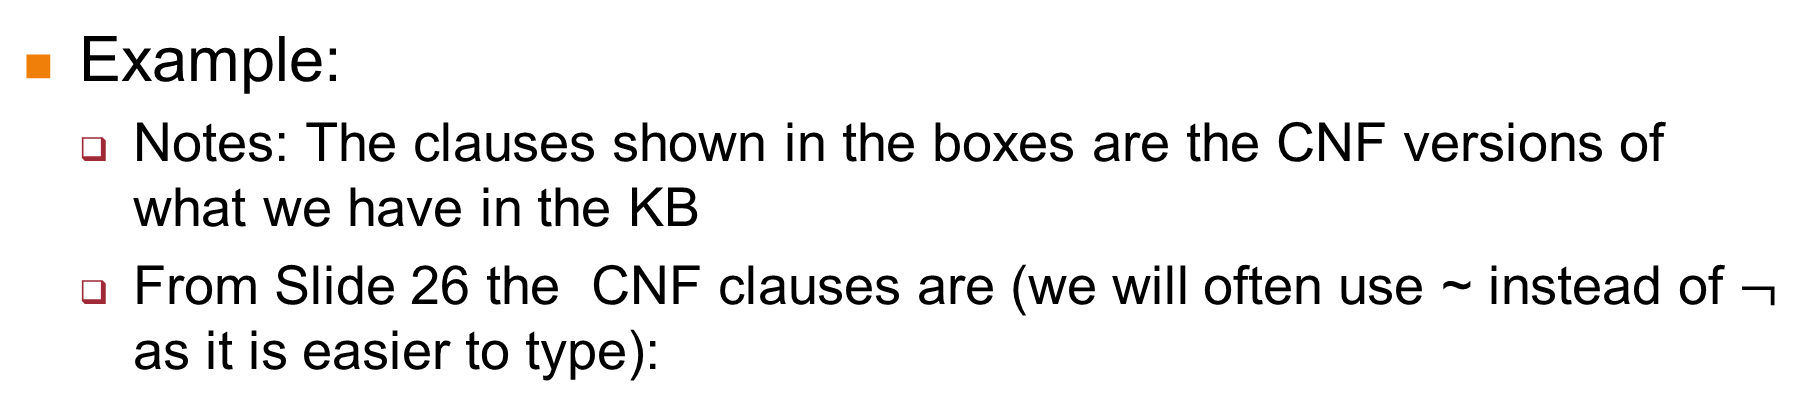 Example:
Notes: The clauses shown in the boxes are the CNF versions of
what we have in the KB
From Slide 26 the  CNF clauses are (we will often use ~ instead of ¬
as it is easier to type):